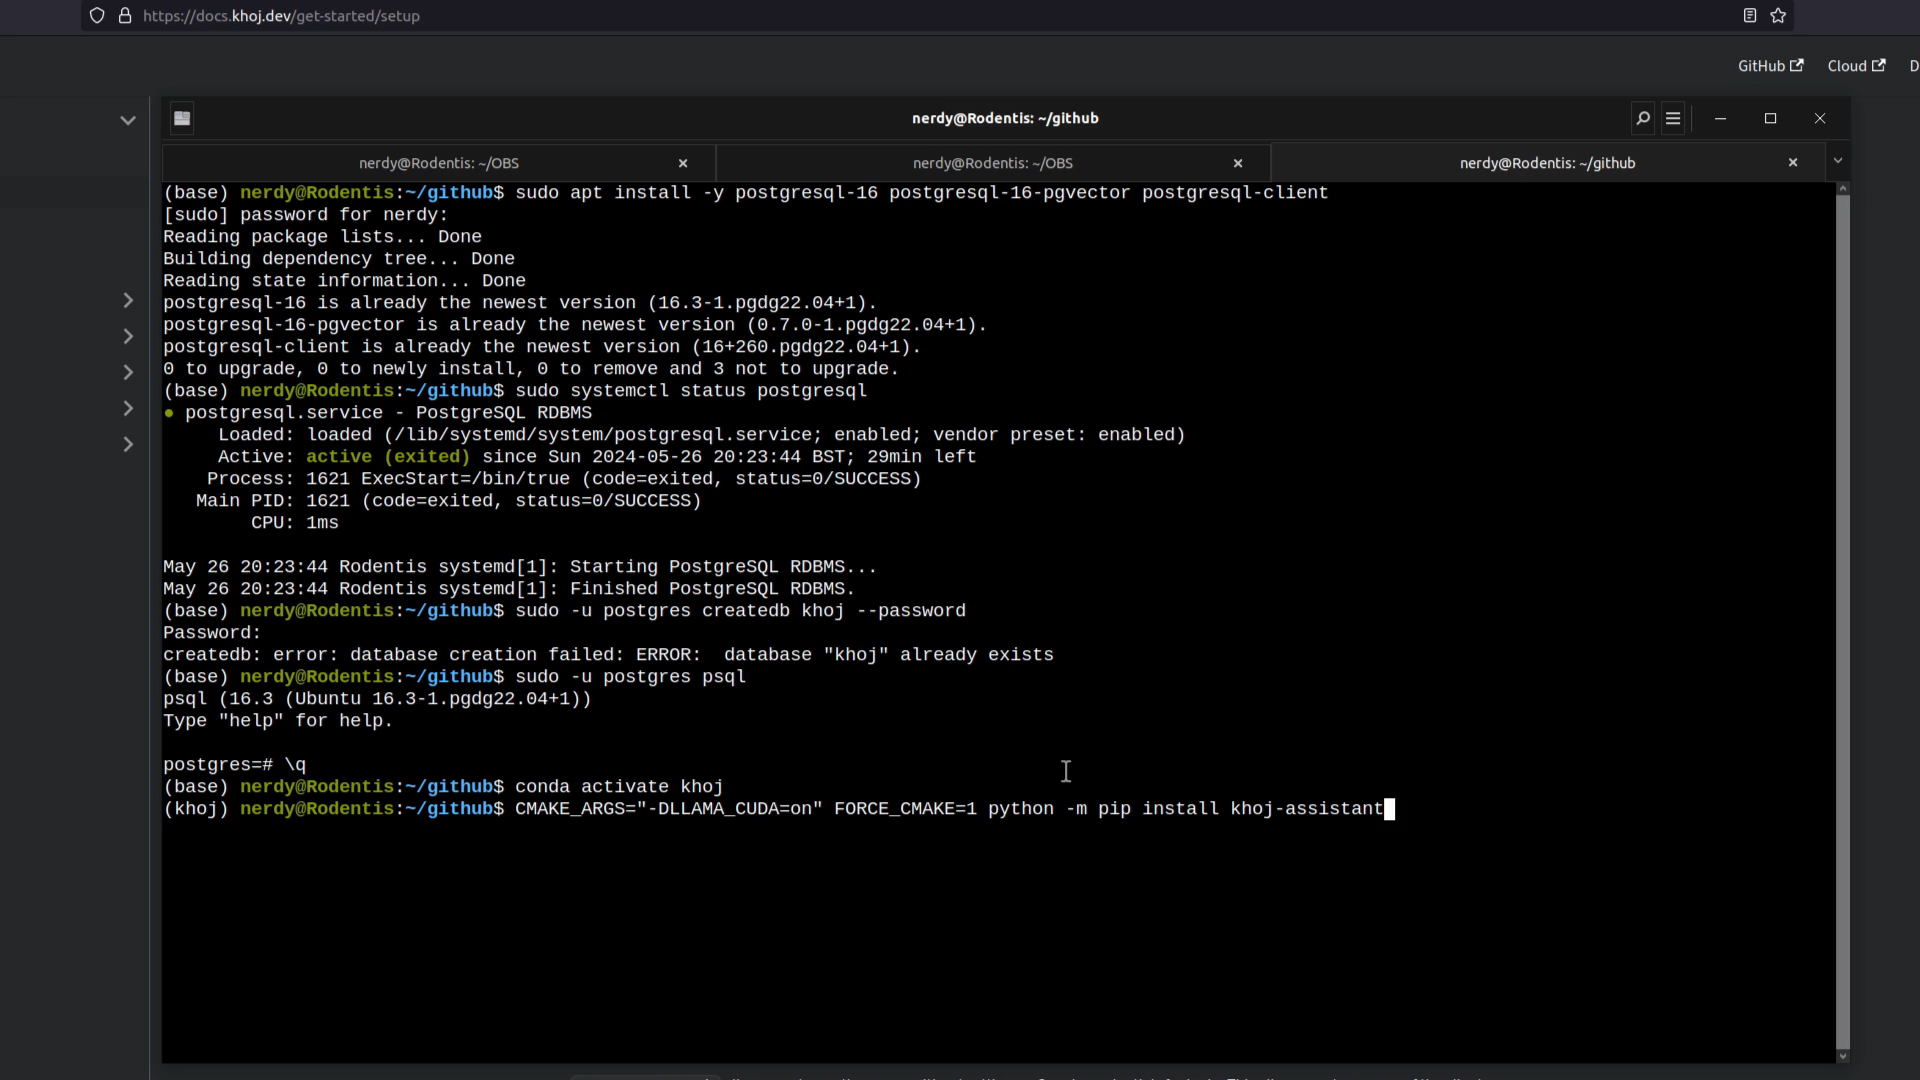 https://docs.khoj.dev/get-started/setup
GitHub
Cloud
D
nerdy@Rodentis: ~/github
nerdy@Rodentis: ~/OBS
nerdy@Rodentis: ~/OBS
nerdy@Rodentis: ~/github
(base) nerdy@Rodentis:~/github$ sudo apt install -y postgresql-16 postgresql-16-pgvector postgresql-client
[sudo] password for nerdy:
Reading package lists... Done
Building dependency tree... Done
Reading state information... Done
postgresql-16 is already the newest version (16.3-1.pgdg22.04+1).
postgresql-16-pgvector is already the newest version (0.7.0-1.pgdg22.04+1).
postgresql-client is already the newest version (16+260.pgdg22.04+1).
0 to upgrade, 0 to newly install, 0 to remove and 3 not to upgrade.
(base) nerdy@Rodentis:~/github$ sudo systemctl status postgresql
● postgresql.service - PostgreSQL RDBMS
     Loaded: loaded (/lib/systemd/system/postgresql.service; enabled; vendor preset: enabled)
     Active: active (exited) since Sun 2024-05-26 20:23:44 BST; 29min left
    Process: 1621 ExecStart=/bin/true (code=exited, status=0/SUCCESS)
   Main PID: 1621 (code=exited, status=0/SUCCESS)
        CPU: 1ms
May 26 20:23:44 Rodentis systemd[1]: Starting PostgreSQL RDBMS...
May 26 20:23:44 Rodentis systemd[1]: Finished PostgreSQL RDBMS.
(base) nerdy@Rodentis:~/github$ sudo -u postgres createdb khoj --password
Password:
createdb: error: database creation failed: ERROR:  database "khoj" already exists
(base) nerdy@Rodentis:~/github$ sudo -u postgres psql
psql (16.3 (Ubuntu 16.3-1.pgdg22.04+1))
Type "help" for help.
postgres=# \q
(base) nerdy@Rodentis:~/github$ conda activate khoj
(khoj) nerdy@Rodentis:~/github$ CMAKE_ARGS="-DLLAMA_CUDA=on" FORCE_CMAKE=1 python -m pip install khoj-assistant